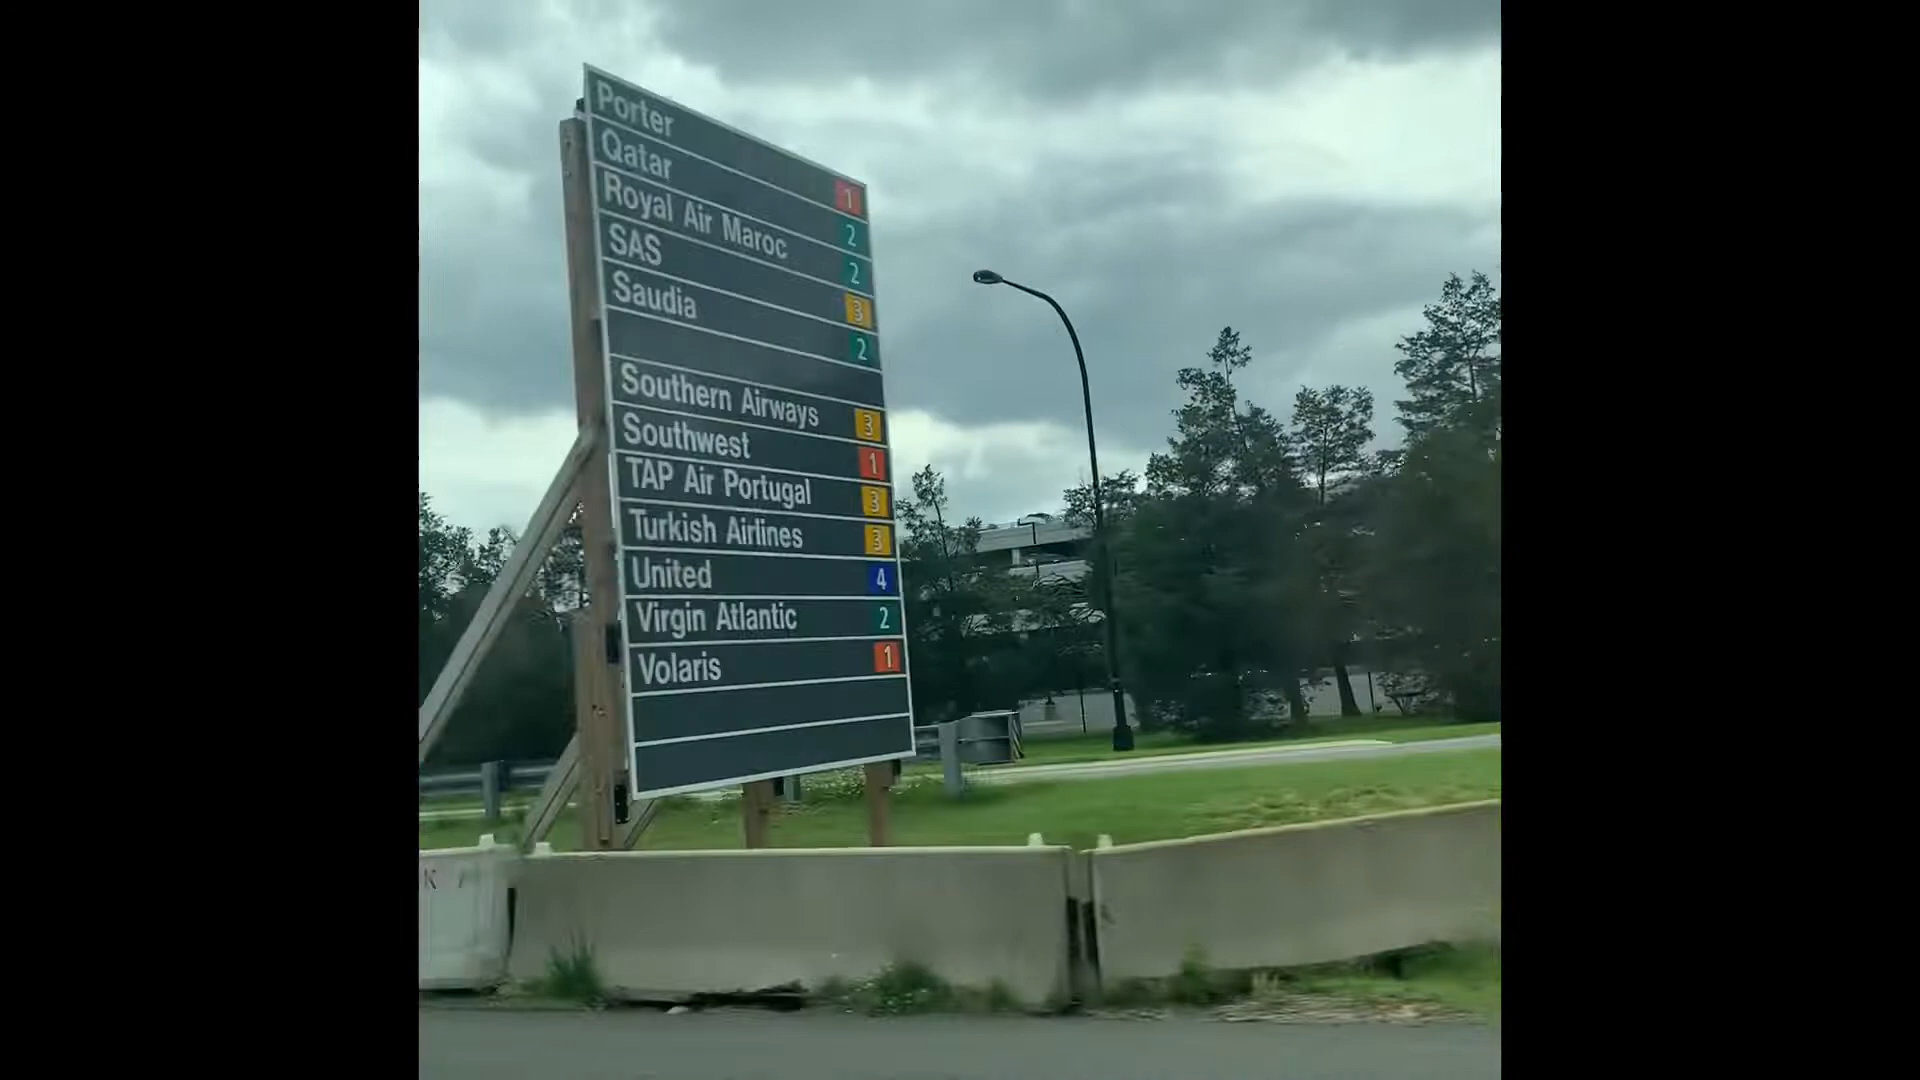 Porter 1
Qatar 2
Royal Air Maroc 2
SAS 3
Saudia 2
Southern Airways 3
Southwest 1
TAP Air Portugal 3
Turkish Airlines 3
United 4
Virgin Atlantic 2
Volaris 1
K